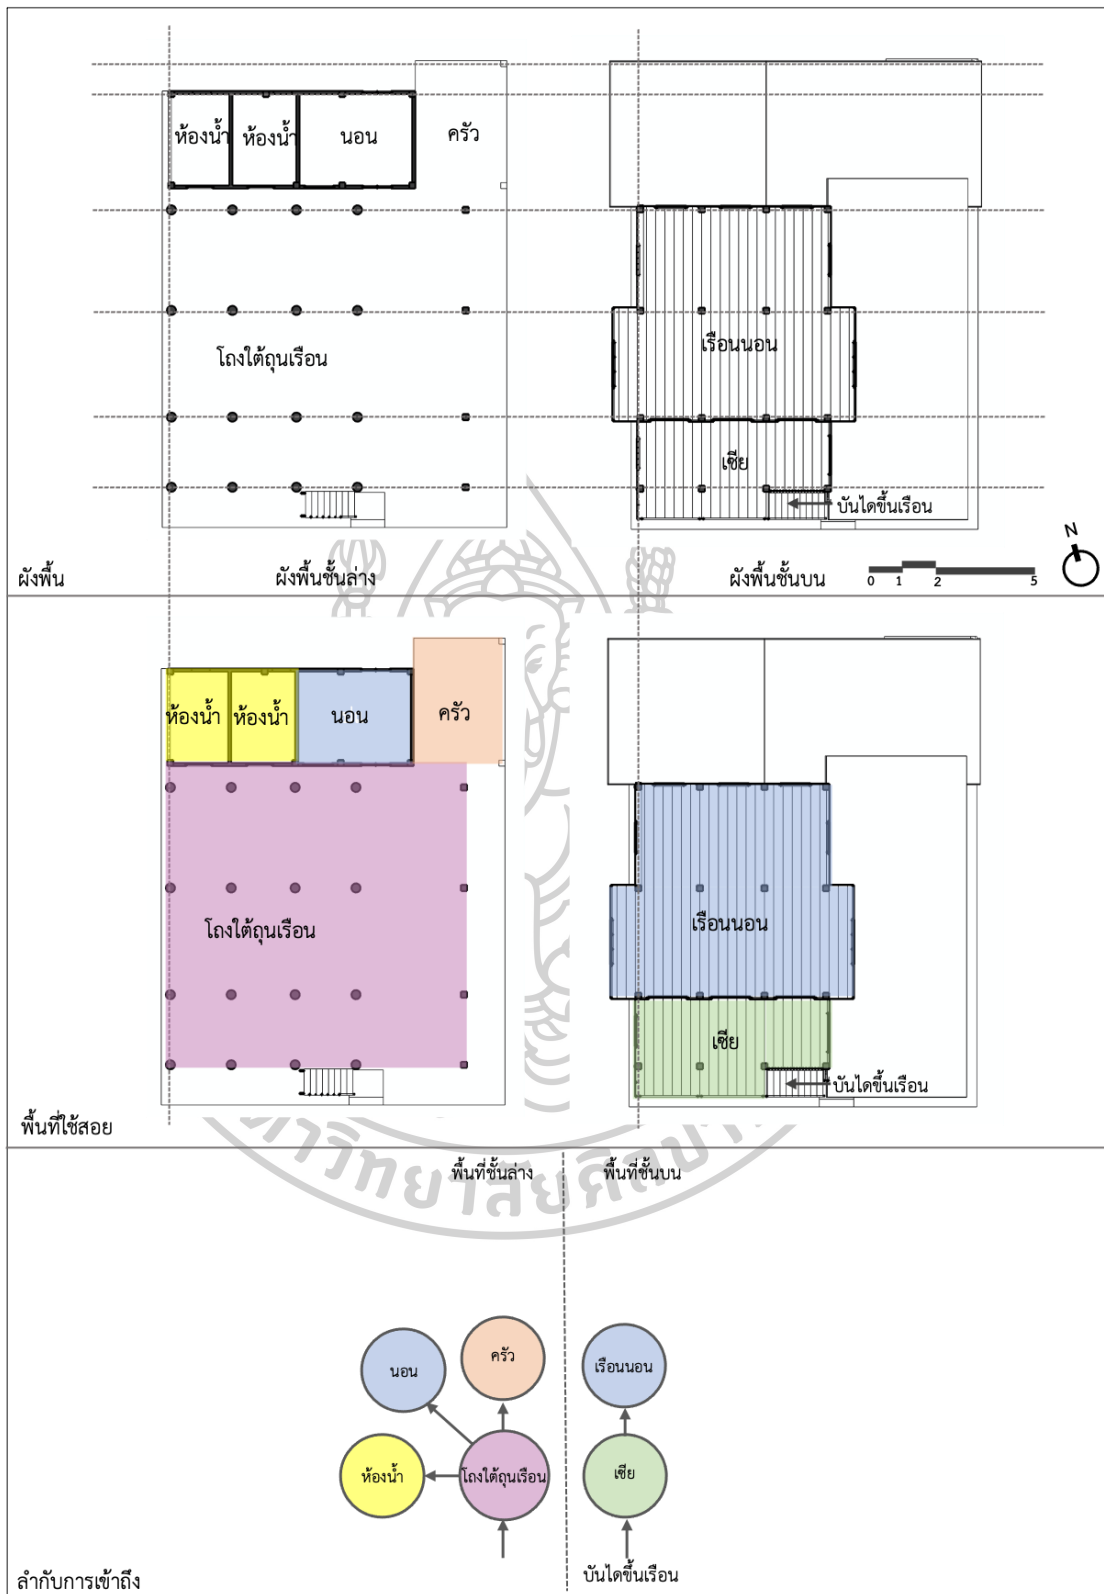 ห้องน้ำ ห้องน้ำ นอน ครัว
โถงใต้ถุนเรือน
เรือนนอน
เซีย
บันไดขึ้นเรือน
N
ผังพื้น ผังพื้นชั้นล่าง ผังพื้นชั้นบน
0 1 2 5
ห้องน้ำ ห้องน้ำ นอน ครัว
โถงใต้ถุนเรือน
เรือนนอน
เซีย
บันไดขึ้นเรือน
พื้นที่ใช้สอย
พื้นที่ชั้นล่าง พื้นที่ชั้นบน
นอน ครัว เรือนนอน
ห้องน้ำ โถงใต้ถุนเรือน เซีย
บันไดขึ้นเรือน
ลำกับการเข้าถึง